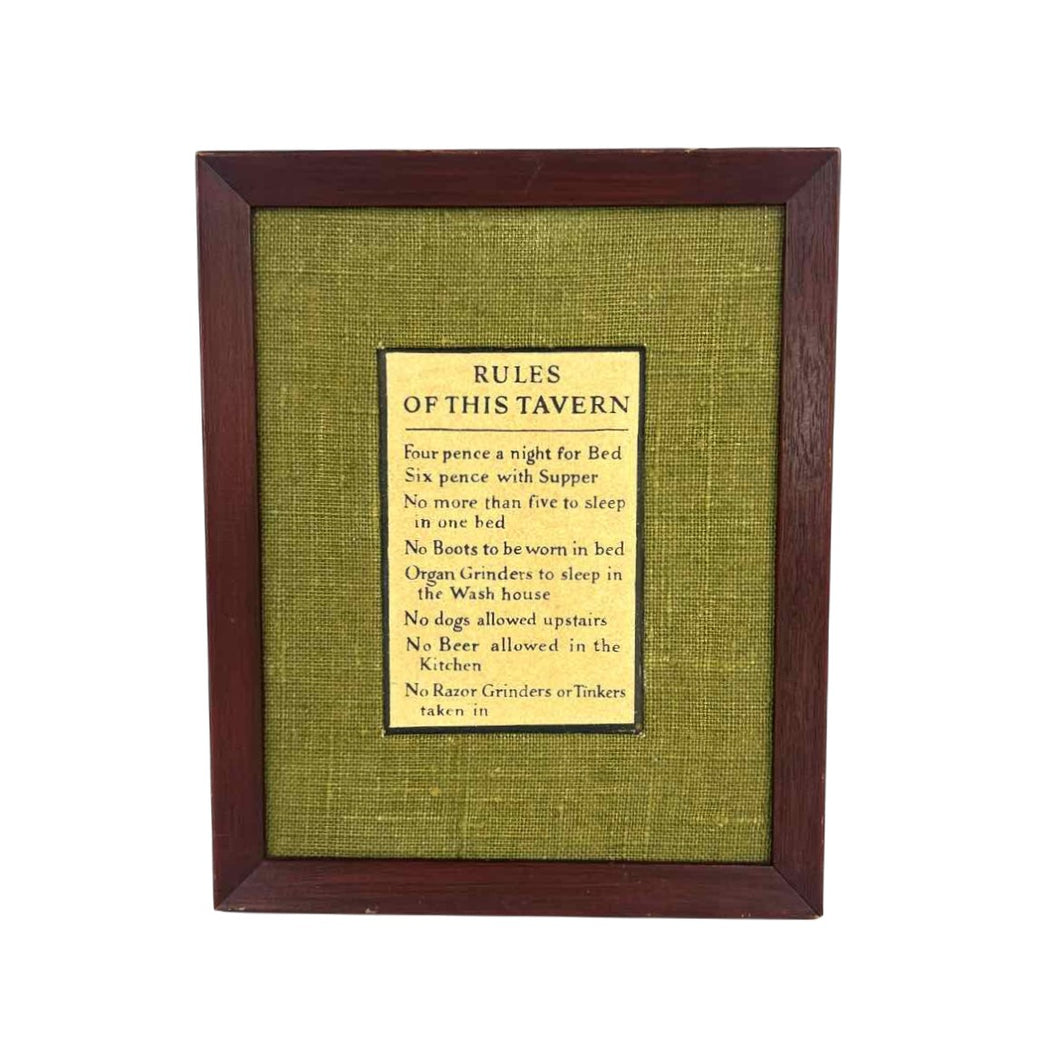 RULES
OF THIS TAVERN
Four pence a night for Bed
Six pence with Supper
No more than five to sleep
in one bed
No Boots to be worn in bed
Organ Grinders to sleep in
the Wash house
No dogs allowed upstairs
No Beer allowed in the
Kitchen
No Razor Grinders or Tinkers
taken in